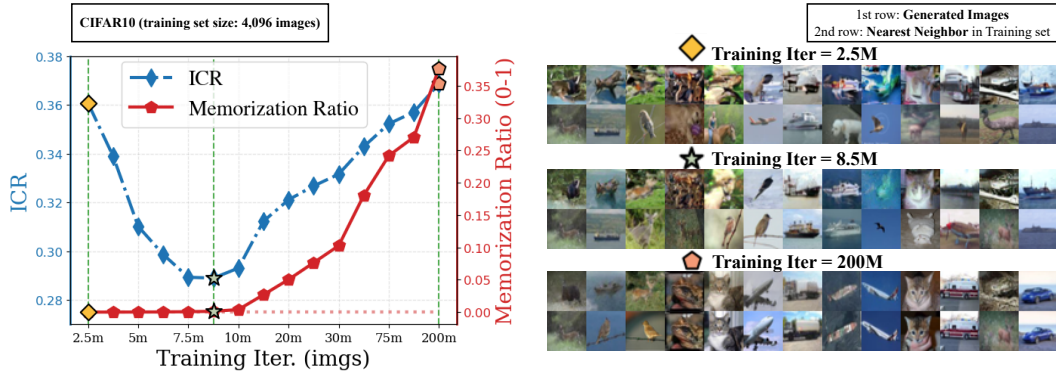 CIFAR10 (training set size: 4,096 images)
ICR
Memorization Ratio
0.38
0.36
0.34
0.32
0.30
0.28
ICR
0.35
0.30
0.25
0.20
0.15
0.10
0.05
0.00
Memorization Ratio (0-1)
2.5m 5m 7.5m 10m 20m 30m 75m 200m
Training Iter. (imgs)
1st row: Generated Images
2nd row: Nearest Neighbor in Training set
Training Iter = 2.5M
Training Iter = 8.5M
Training Iter = 200M